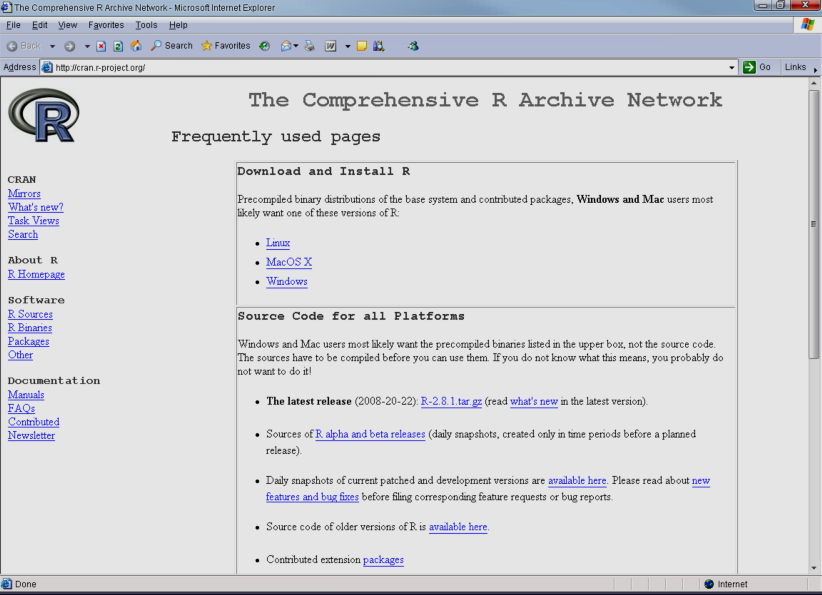 The Comprehensive R Archive Network - Microsoft Internet Explorer
File Edit View Favorites Tools Help
Back Search Favorites
Address http://cran.r-project.org/ Go Links
R
The Comprehensive R Archive Network
Frequently used pages
CRAN
Mirrors
What's new?
Task Views
Search
About R
R Homepage
Software
R Sources
R Binaries
Packages
Other
Documentation
Manuals
FAQs
Contributed
Newsletter
Download and Install R
Precompiled binary distributions of the base system and contributed packages, Windows and Mac users most
likely want one of these versions of R:
Linux
MacOS X
Windows
Source Code for all Platforms
Windows and Mac users most likely want the precompiled binaries listed in the upper box, not the source code.
The sources have to be compiled before you can use them. If you do not know what this means, you probably do
not want to do it!
The latest release (2008-20-22): R-2.8.1.tar.gz (read what's new in the latest version).
Sources of R alpha and beta releases (daily snapshots, created only in time periods before a planned
release).
Daily snapshots of current patched and development versions are available here. Please read about new
features and bug fixes before filing corresponding feature requests or bug reports.
Source code of older versions of R is available here.
Contributed extension packages
Done Internet